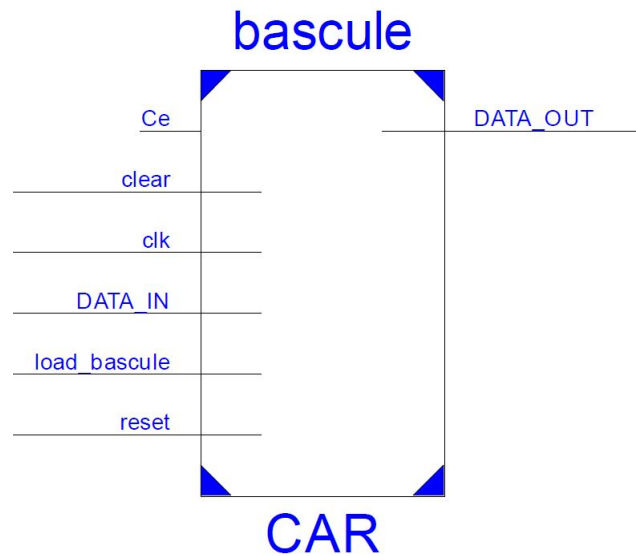 bascule
Ce
DATA_OUT
clear
clk
DATA_IN
load_bascule
reset
CAR